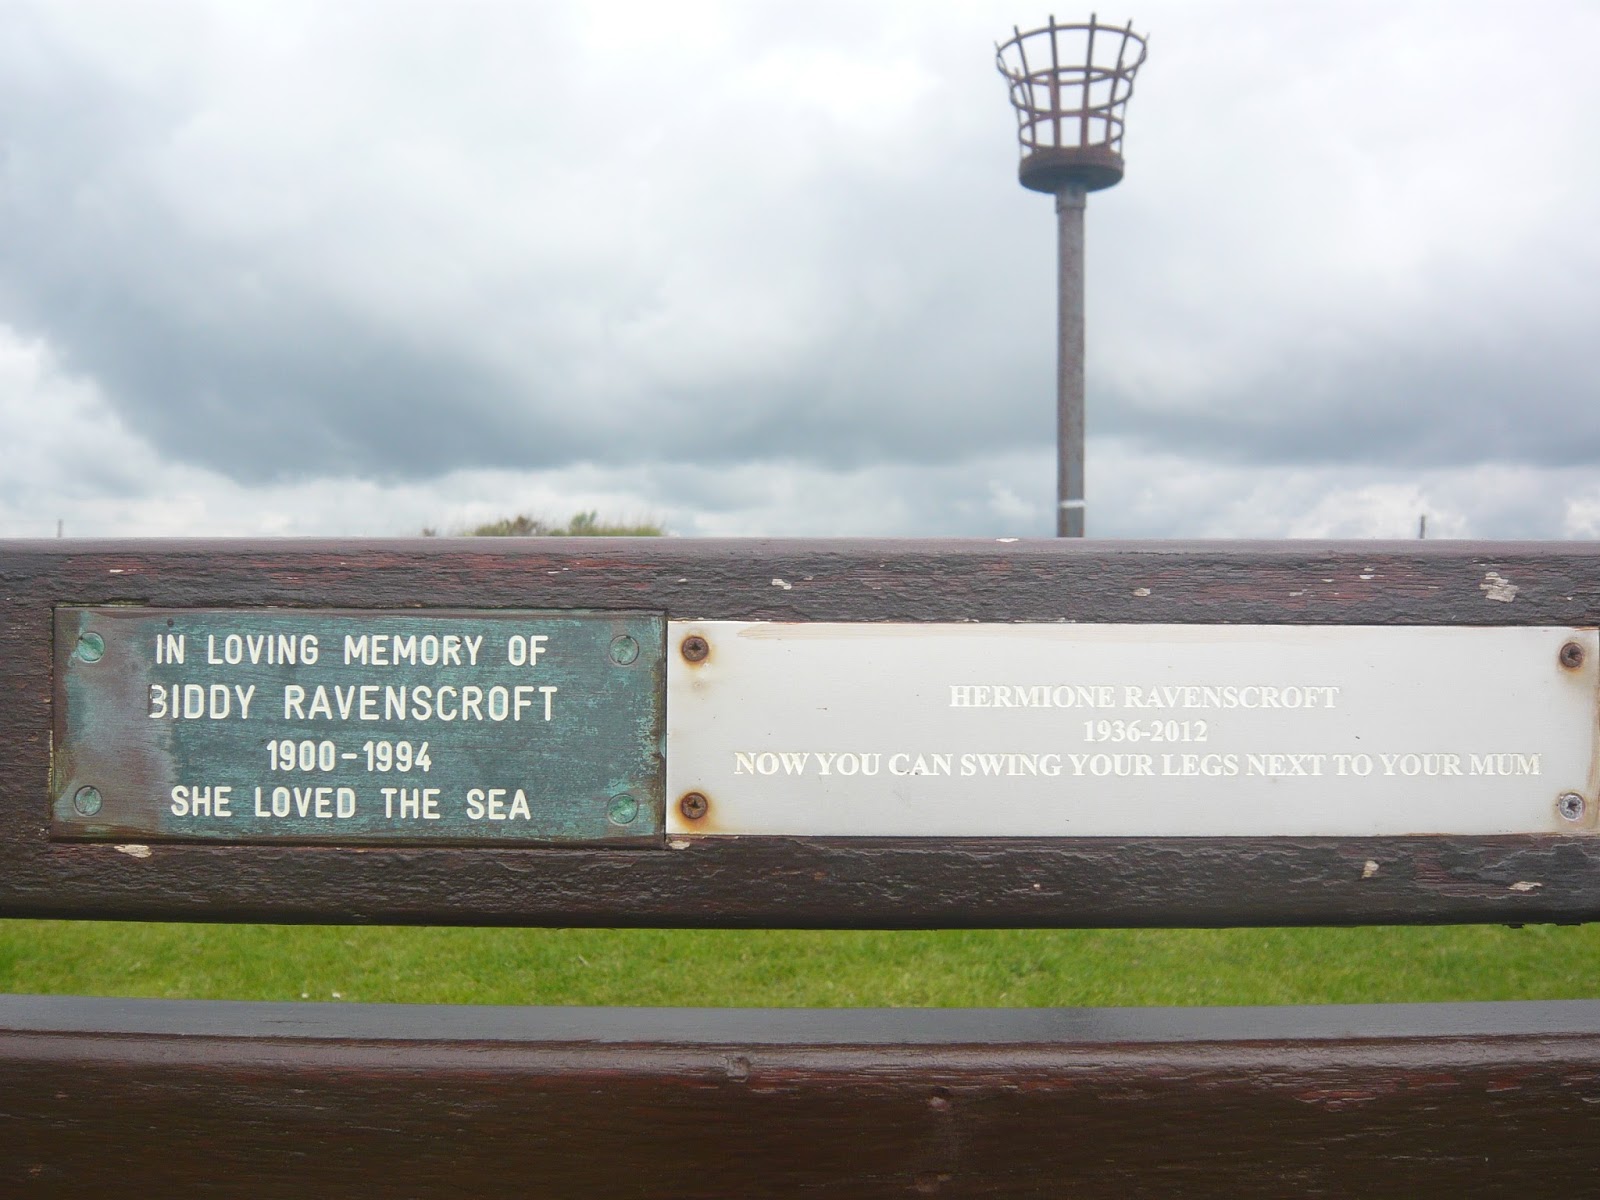 IN LOVING MEMORY OF
BIDDY RAVENSCROFT
1900-1994
SHE LOVED THE SEA
HERMIONE RAVENSCROFT
1936-2012
NOW YOU CAN SWING YOUR LEGS NEXT TO YOUR MUM